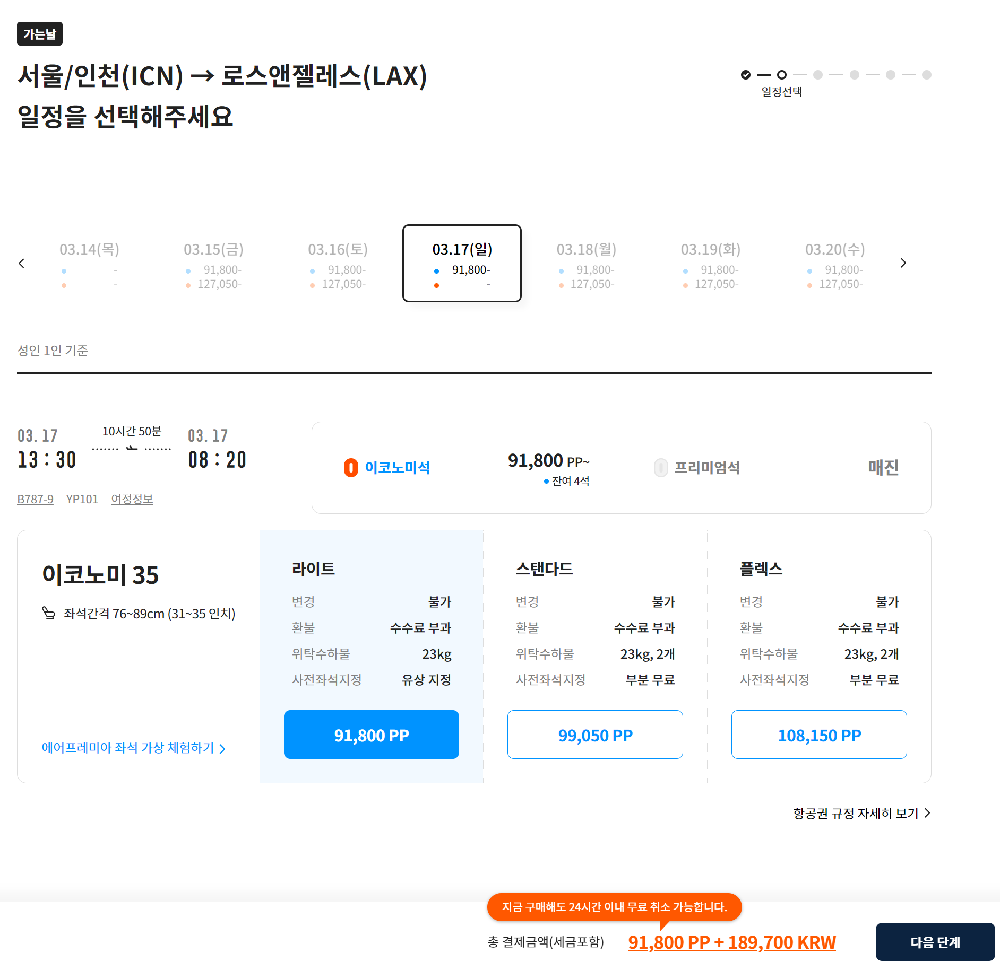 가는날
서울/인천(ICN) → 로스앤젤레스(LAX)
일정을 선택해주세요
일정선택
03.14(목)
-
-
03.15(금)
91,800-
127,050-
03.16(토)
91,800-
127,050-
03.17(일)
91,800-
-
03.18(월)
91,800-
127,050-
03.19(화)
91,800-
127,050-
03.20(수)
91,800-
127,050-
성인 1인 기준
03. 17
13 : 30
10시간 50분
03. 17
08 : 20
B787-9 YP101 여정정보
이코노미석
91,800 PP~
잔여 4석
프리미엄석
매진
이코노미 35
좌석간격 76~89cm (31~35 인치)
에어프레미아 좌석 가상 체험하기
라이트
변경 불가
환불 수수료 부과
위탁수하물 23kg
사전좌석지정 유상 지정
91,800 PP
스탠다드
변경 불가
환불 수수료 부과
위탁수하물 23kg, 2개
사전좌석지정 부분 무료
99,050 PP
플렉스
변경 불가
환불 수수료 부과
위탁수하물 23kg, 2개
사전좌석지정 부분 무료
108,150 PP
항공권 규정 자세히 보기
지금 구매해도 24시간 이내 무료 취소 가능합니다.
총 결제금액(세금포함) 91,800 PP + 189,700 KRW
다음 단계